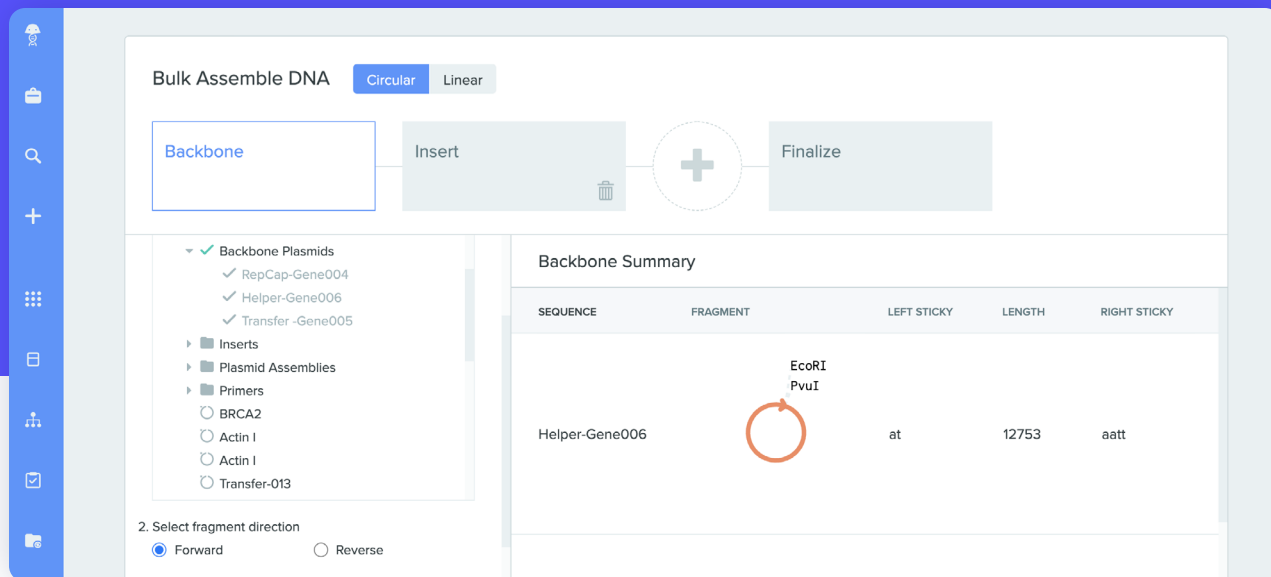 Bulk Assemble DNA Circular Linear
Backbone Insert Finalize
Backbone Plasmids
RepCap-Gene004
Helper-Gene006
Transfer -Gene005
Inserts
Plasmid Assemblies
Primers
BRCA2
Actin I
Actin I
Transfer-013
2. Select fragment direction
Forward Reverse
Backbone Summary
SEQUENCE FRAGMENT LEFT STICKY LENGTH RIGHT STICKY
EcoRI
PvuI
Helper-Gene006 at 12753 aatt